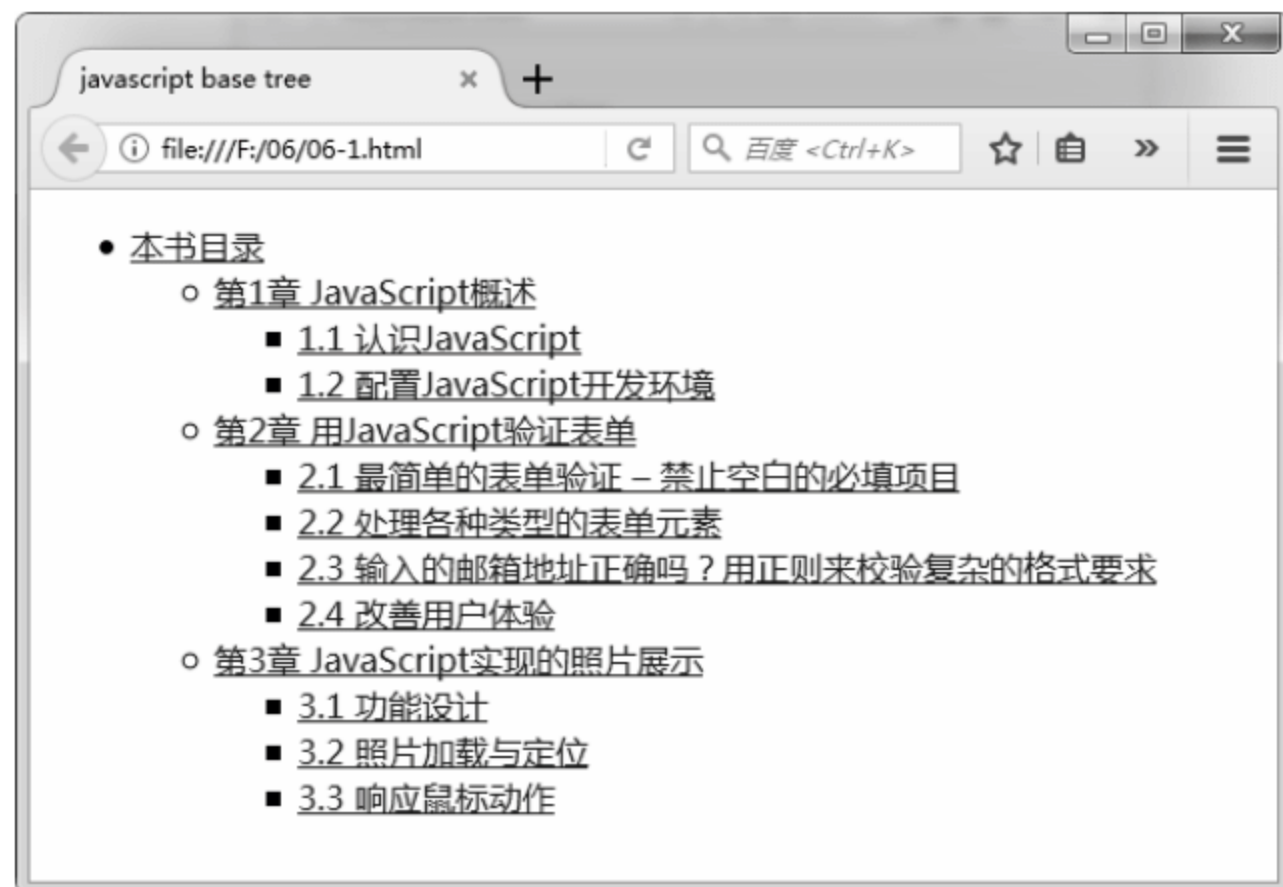 javascript base tree
file:///F:/06/06-1.html
百度 <Ctrl+K>
本书目录
第1章 JavaScript概述
1.1 认识JavaScript
1.2 配置JavaScript开发环境
第2章 用JavaScript验证表单
2.1 最简单的表单验证 – 禁止空白的必填项目
2.2 处理各种类型的表单元素
2.3 输入的邮箱地址正确吗？用正则来校验复杂的格式要求
2.4 改善用户体验
第3章 JavaScript实现的照片展示
3.1 功能设计
3.2 照片加载与定位
3.3 响应鼠标动作